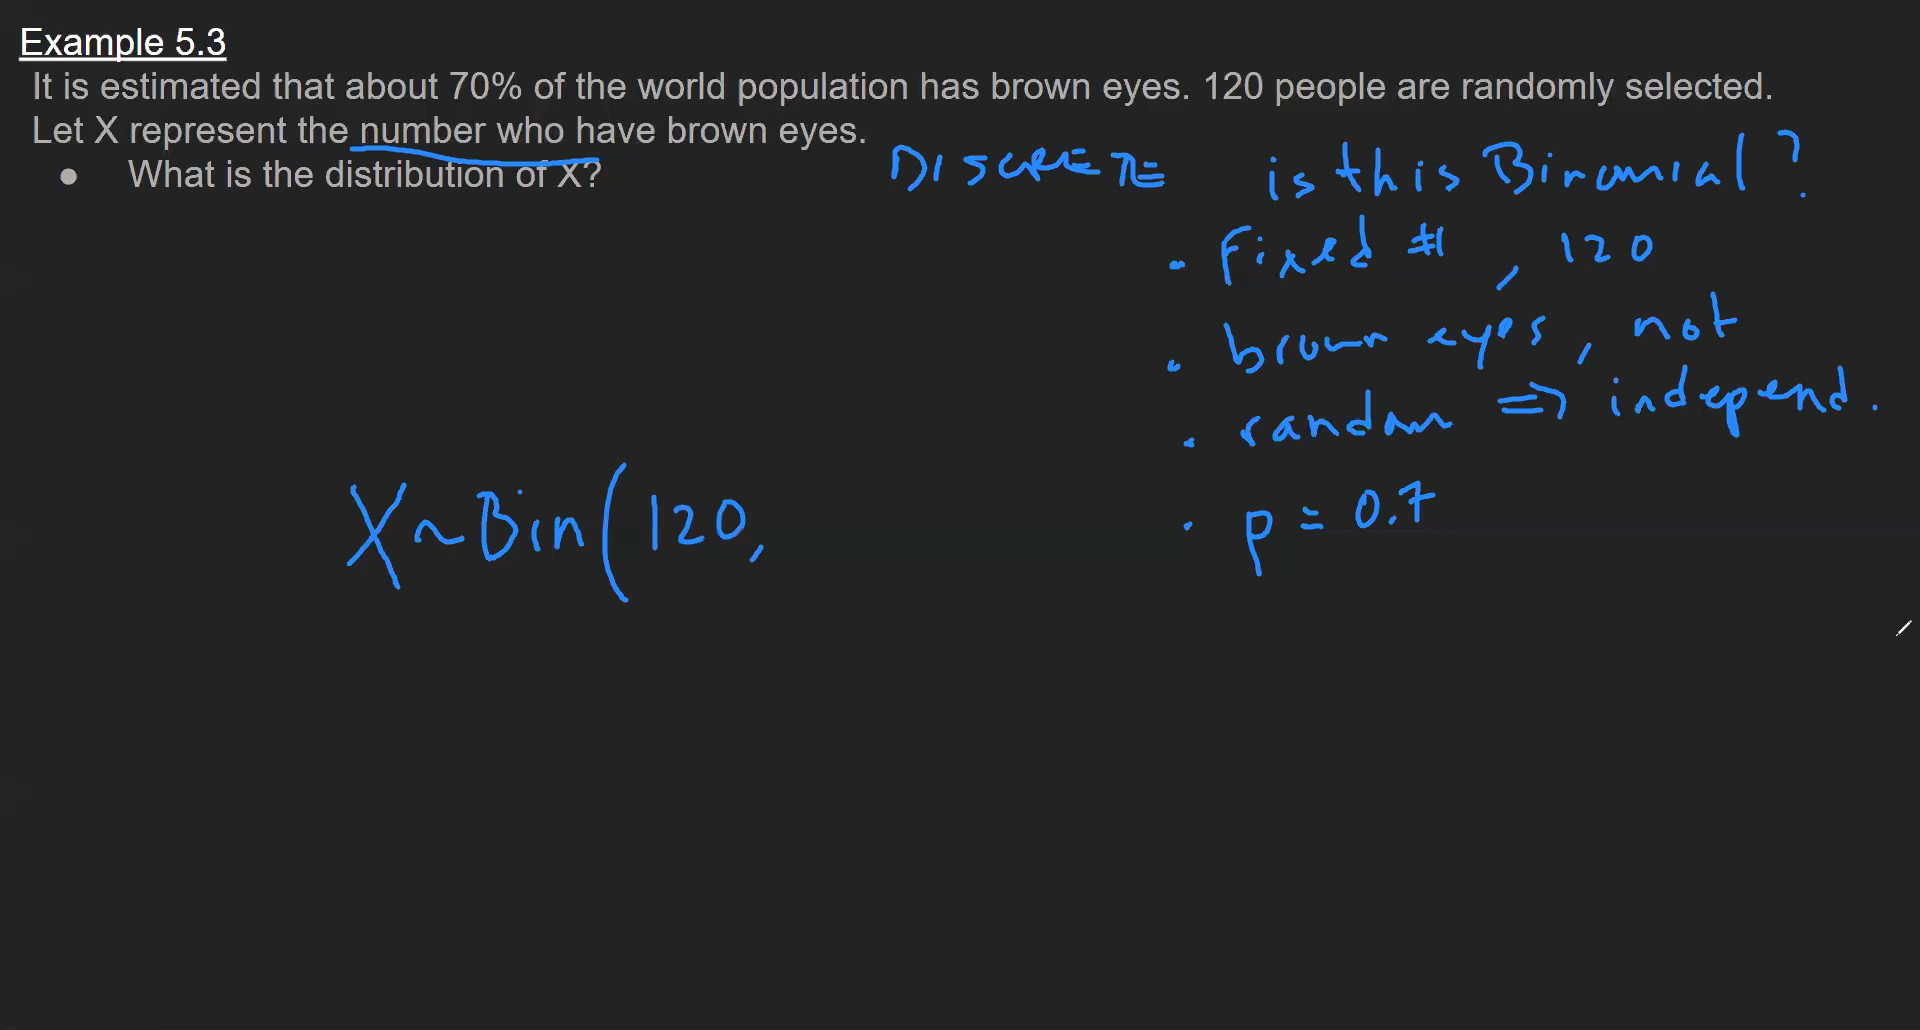 Example 5.3
It is estimated that about 70% of the world population has brown eyes. 120 people are randomly selected.
Let X represent the number who have brown eyes.
● What is the distribution of X?
DISCRETE
is this Binomial?
• Fixed #, 120
• brown eyes, not
• random ⇒ independ.
• p = 0.7
X~Bin(120,